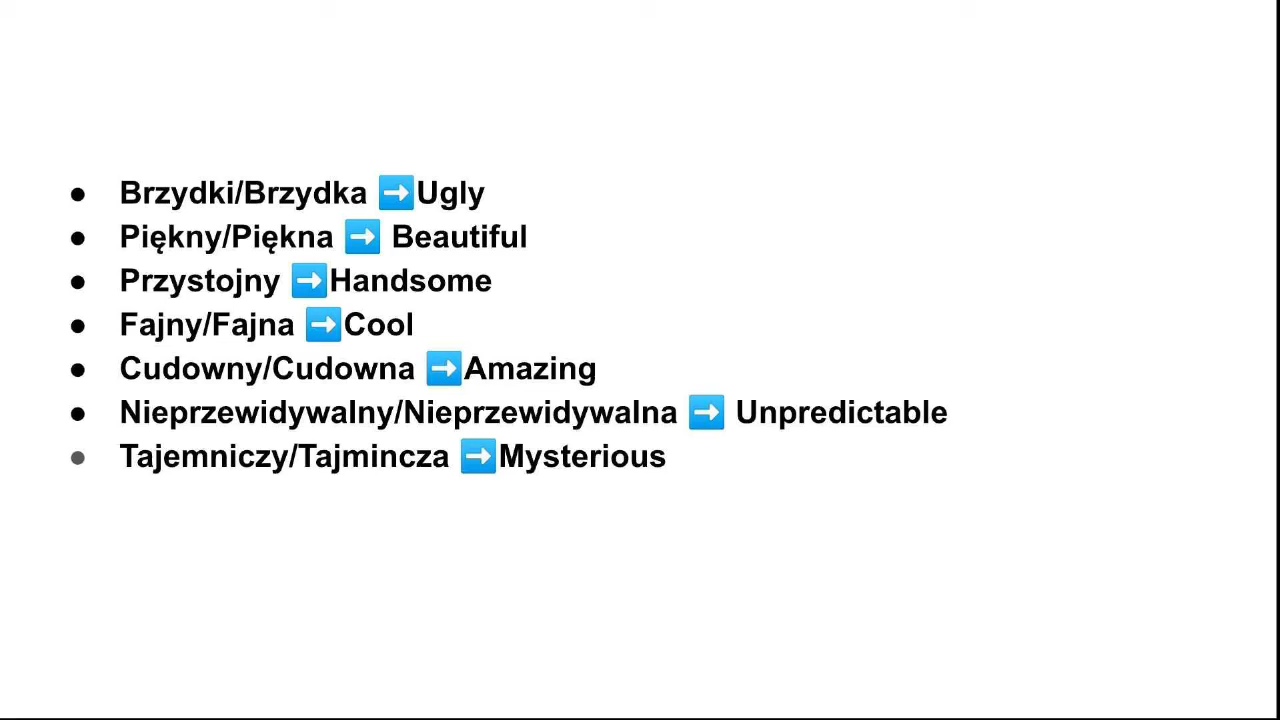 ● Brzydki/Brzydka ➡️Ugly
● Piękny/Piękna ➡️ Beautiful
● Przystojny ➡️Handsome
● Fajny/Fajna ➡️Cool
● Cudowny/Cudowna ➡️Amazing
● Nieprzewidywalny/Nieprzewidywalna ➡️ Unpredictable
● Tajemniczy/Tajmincza ➡️Mysterious